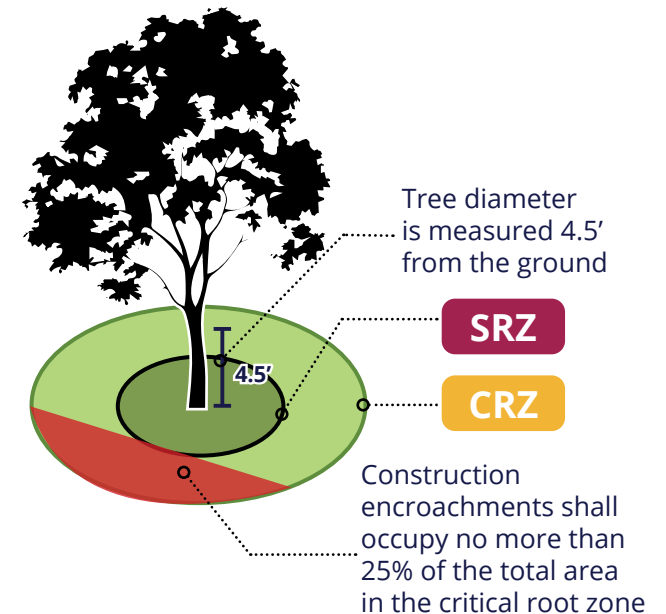 Tree diameter
is measured 4.5’
from the ground
SRZ
4.5’
CRZ
Construction
encroachments shall
occupy no more than
25% of the total area
in the critical root zone